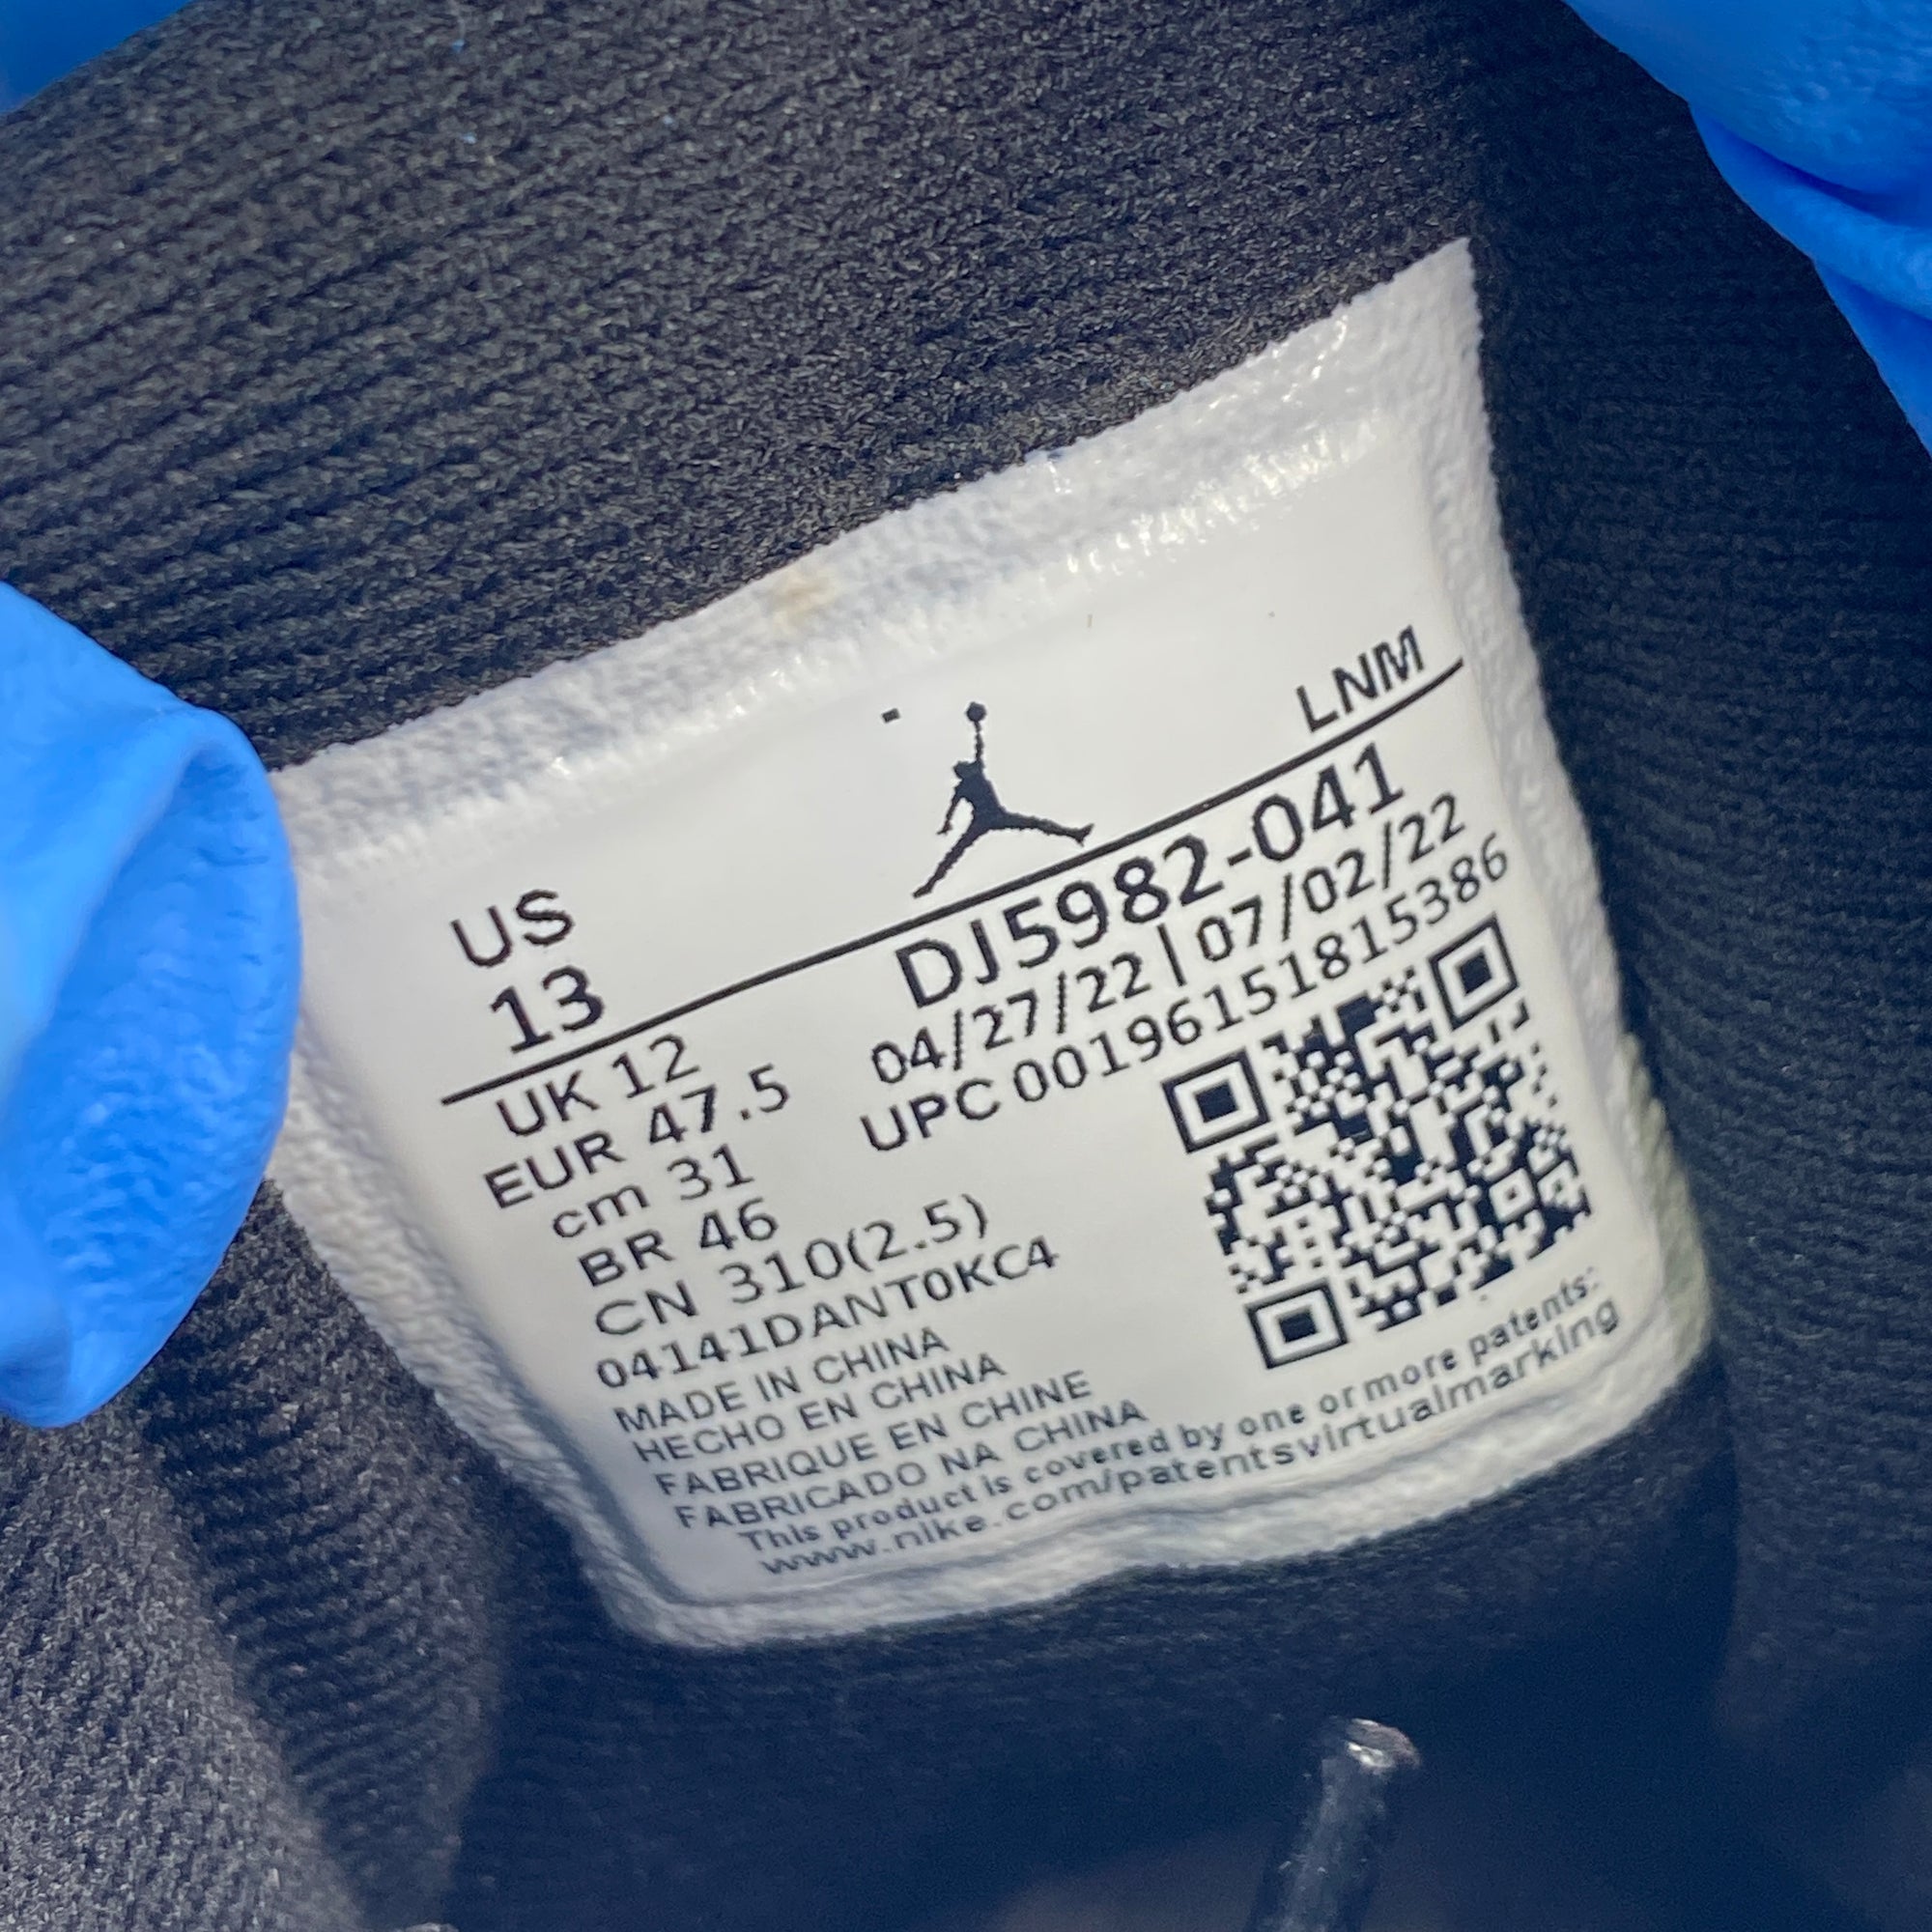 LNM
US
13
DJ5982-041
04/27/22 | 07/02/22
UPC 00196151815386
UK 12
EUR 47.5
cm 31
BR 46
CN 310(2.5)
04141DANT0KC4
MADE IN CHINA
HECHO EN CHINA
FABRIQUE EN CHINE
FABRICADO NA CHINA
This product is covered by one or more patents:
www.nike.com/patentsvirtualmarking